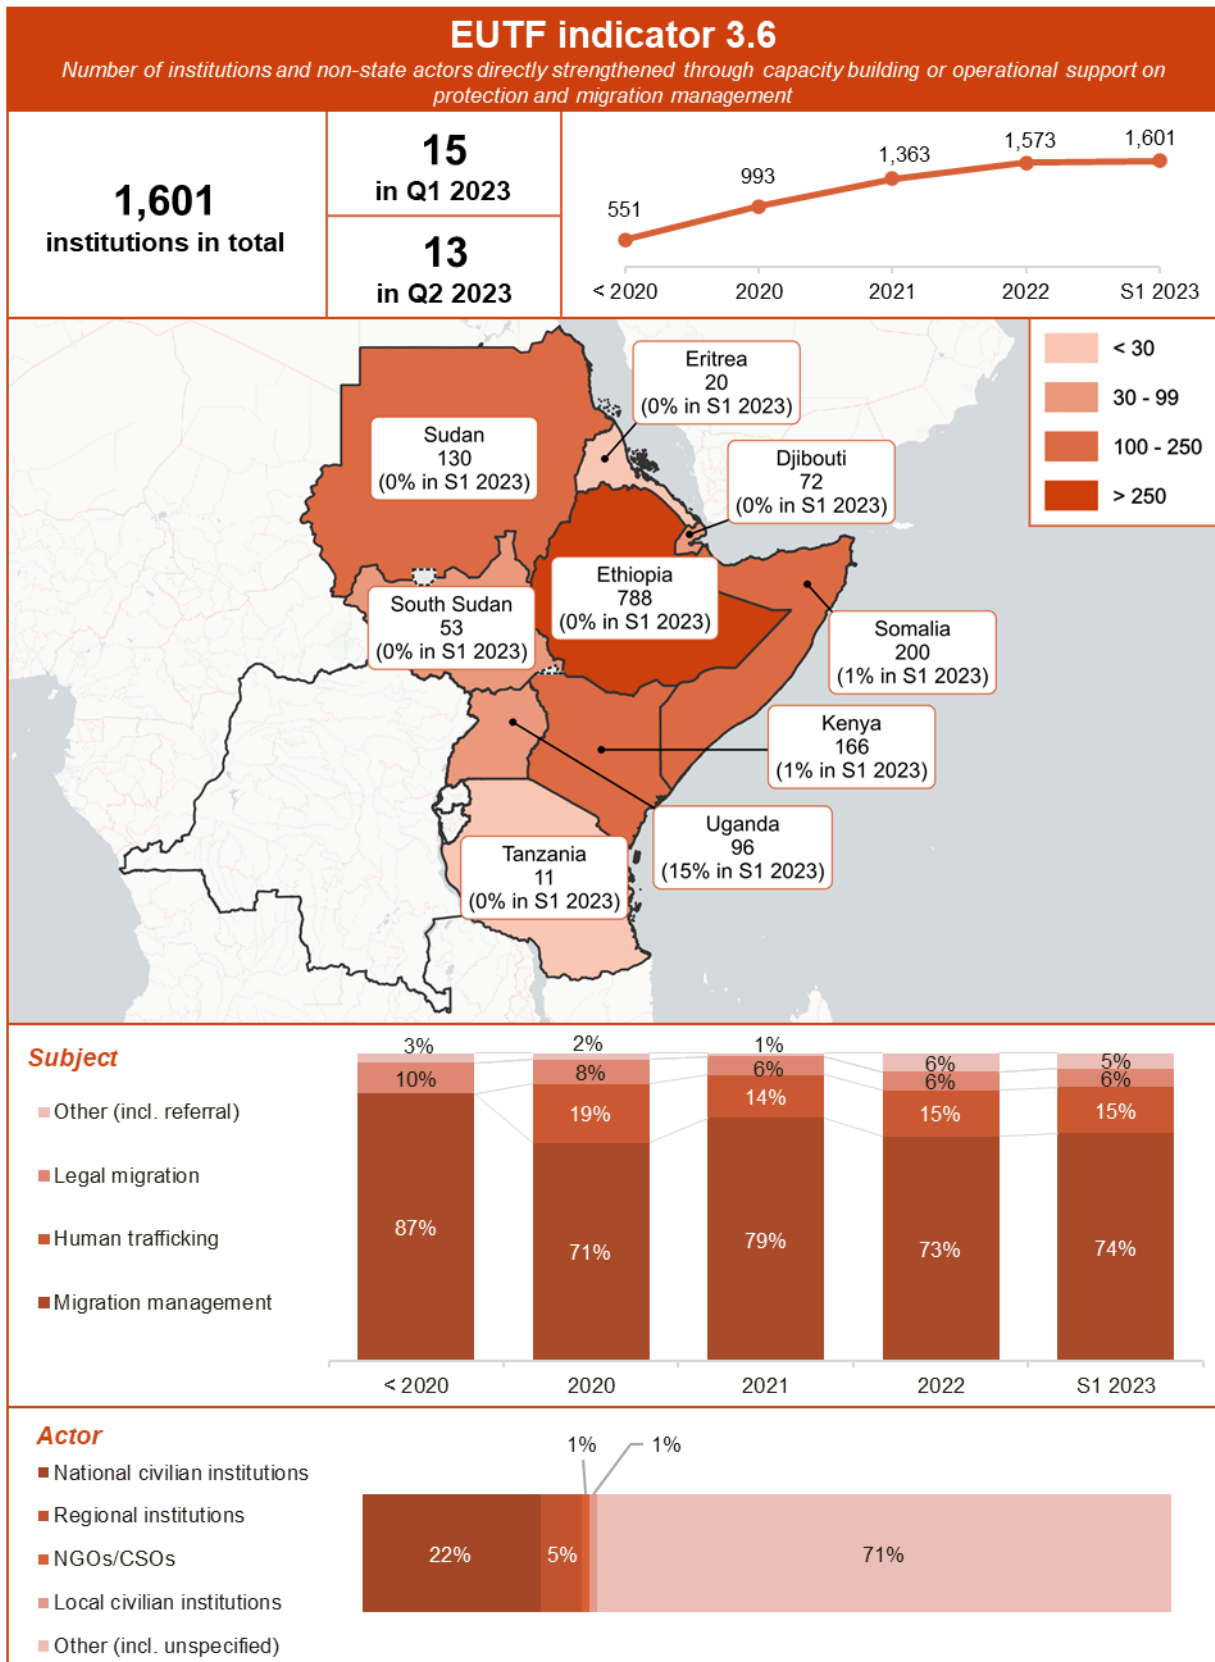 EUTF indicator 3.6
Number of institutions and non-state actors directly strengthened through capacity building or operational support on
protection and migration management
1,601
institutions in total
15
in Q1 2023
13
in Q2 2023
551
993
1,363
1,573
1,601
< 2020
2020
2021
2022
S1 2023
< 30
30 - 99
100 - 250
> 250
Eritrea
20
(0% in S1 2023)
Sudan
130
(0% in S1 2023)
Djibouti
72
(0% in S1 2023)
Ethiopia
788
(0% in S1 2023)
South Sudan
53
(0% in S1 2023)
Somalia
200
(1% in S1 2023)
Kenya
166
(1% in S1 2023)
Uganda
96
(15% in S1 2023)
Tanzania
11
(0% in S1 2023)
Subject
Other (incl. referral)
Legal migration
Human trafficking
Migration management
3%
10%
87%
2%
8%
19%
71%
1%
6%
14%
79%
6%
6%
15%
73%
5%
6%
15%
74%
< 2020
2020
2021
2022
S1 2023
Actor
National civilian institutions
Regional institutions
NGOs/CSOs
Local civilian institutions
Other (incl. unspecified)
1%
1%
22%
5%
71%